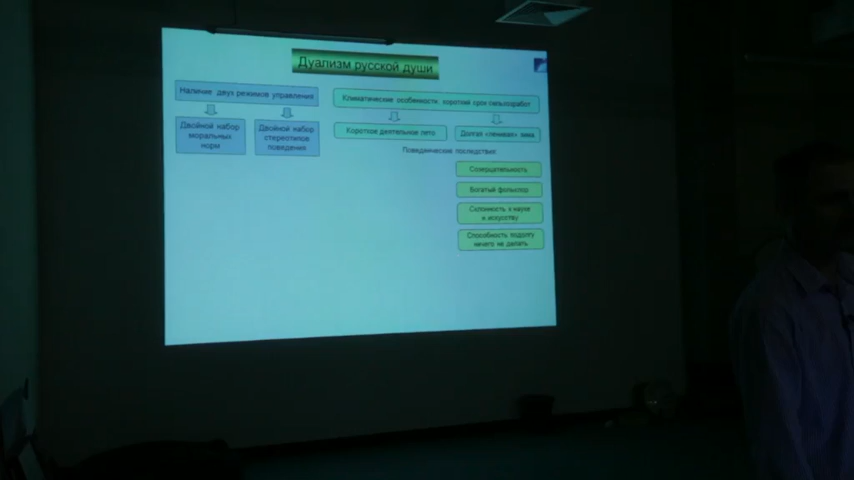 Дуализм русской души
Наличие двух режимов управления
Климатические особенности, короткий срок сельхозработ
Двойной набор
моральных
норм
Двойной набор
стереотипов
поведения
Короткое деятельное лето
Долгая «ленивая» зима
Поведенческие последствия
Созерцательность
Богатый фольклор
Склонность к науке
и искусству
Способность подолгу
ничего не делать